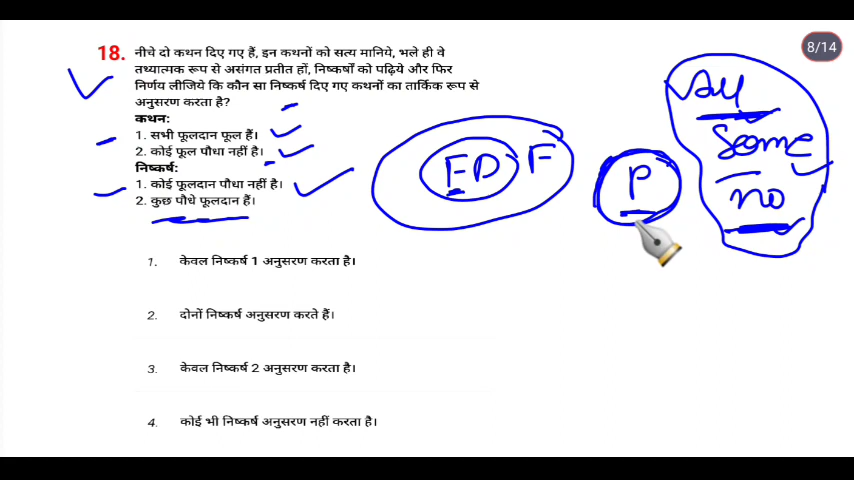 8/14
18. नीचे दो कथन दिए गए हैं, इन कथनों को सत्य मानिये, भले ही वे
तथ्यात्मक रूप से असंगत प्रतीत हों, निष्कर्षों को पढ़िये और फिर
निर्णय लीजिये कि कौन सा निष्कर्ष दिए गए कथनों का तार्किक रूप से
अनुसरण करता है?
कथन:
1. सभी फूलदान फूल हैं।
2. कोई फूल पौधा नहीं है।
निष्कर्ष:
1. कोई फूलदान पौधा नहीं है।
2. कुछ पौधे फूलदान हैं।
FD F
P
All
Some
no
1. केवल निष्कर्ष 1 अनुसरण करता है।
2. दोनों निष्कर्ष अनुसरण करते हैं।
3. केवल निष्कर्ष 2 अनुसरण करता है।
4. कोई भी निष्कर्ष अनुसरण नहीं करता है।